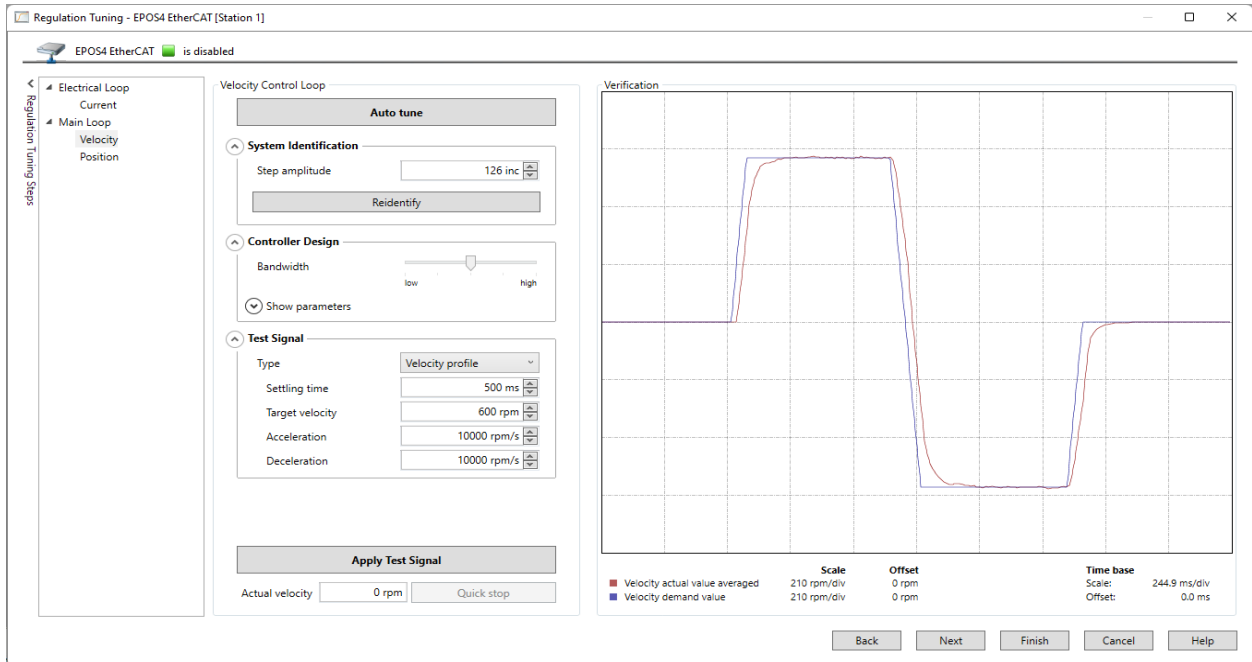 Regulation Tuning - EPOS4 EtherCAT [Station 1]
EPOS4 EtherCAT is disabled
Regulation Tuning Steps
Electrical Loop
Current
Main Loop
Velocity
Position
Velocity Control Loop
Auto tune
System Identification
Step amplitude 126 inc
Reidentify
Controller Design
Bandwidth
low high
Show parameters
Test Signal
Type Velocity profile
Settling time 500 ms
Target velocity 600 rpm
Acceleration 10000 rpm/s
Deceleration 10000 rpm/s
Apply Test Signal
Actual velocity 0 rpm Quick stop
Verification
Scale Offset Time base
Velocity actual value averaged 210 rpm/div 0 rpm Scale: 244.9 ms/div
Velocity demand value 210 rpm/div 0 rpm Offset: 0.0 ms
Back Next Finish Cancel Help